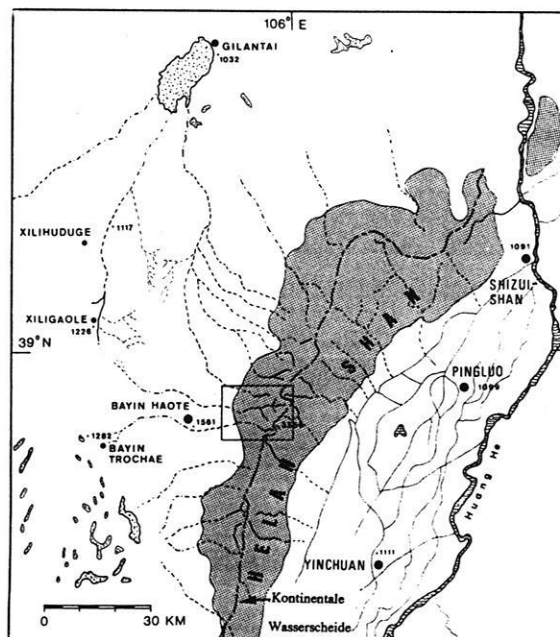 106° E
GILANTAI
1032
XILIHUDUGE
1117
1091
SHIZUI-
SHAN
XILIGAOLE
1226
39° N
PINGLUO
1099
BAYIN HAOTE
1561
1282
BAYIN
TROCHAE
HELAN SHAN
Huang He
YINCHUAN
1111
Kontinentale
Wasserscheide
0 30 KM